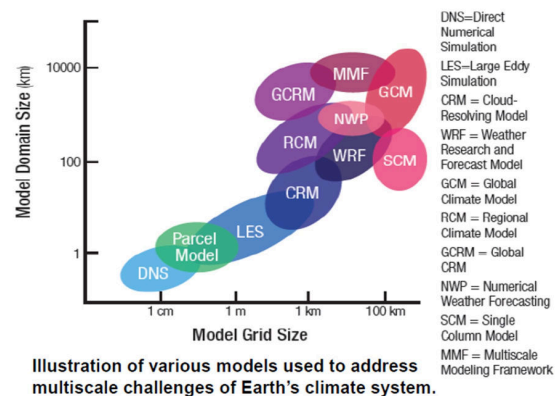 Model Domain Size (km)
10000
100
1
GCRM
MMF
GCM
NWP
RCM
WRF
SCM
CRM
LES
Parcel
Model
DNS
1 cm
1 m
1 km
100 km
Model Grid Size
DNS=Direct
Numerical
Simulation
LES=Large Eddy
Simulation
CRM = Cloud-
Resolving Model
WRF = Weather
Research and
Forecast Model
GCM = Global
Climate Model
RCM = Regional
Climate Model
GCRM = Global
CRM
NWP = Numerical
Weather Forecasting
SCM = Single
Column Model
MMF = Multiscale
Modeling Framework
Illustration of various models used to address
multiscale challenges of Earth's climate system.